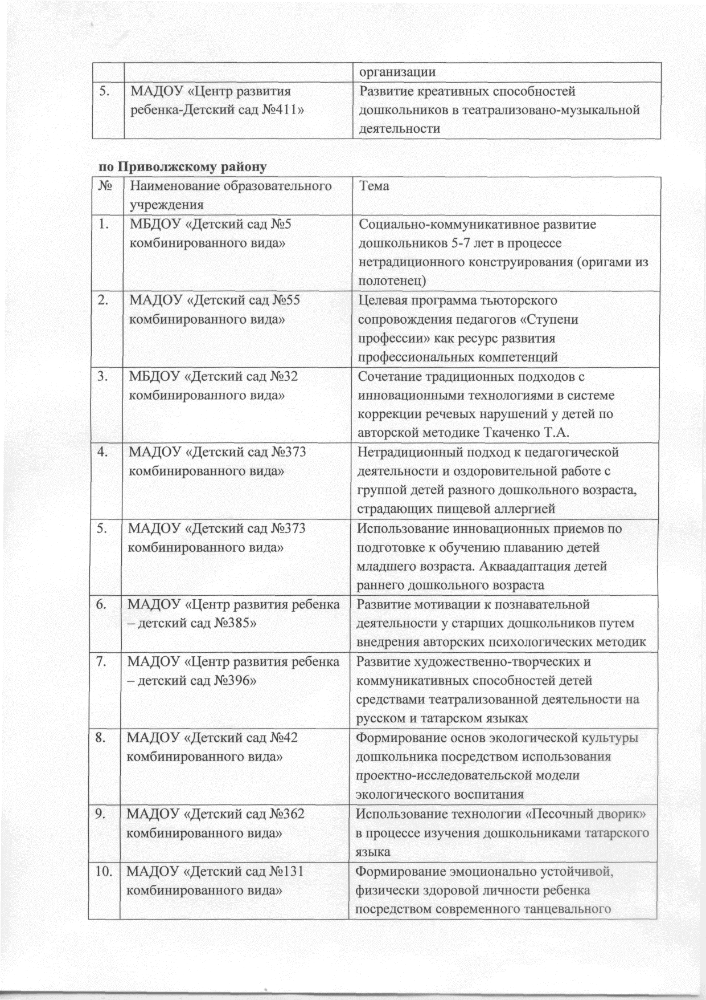 организации
5. МАДОУ «Центр развития
ребенка-Детский сад №411»
Развитие креативных способностей
дошкольников в театрализовано-музыкальной
деятельности
по Приволжскому району
№ Наименование образовательного
учреждения
Тема
1. МБДОУ «Детский сад №5
комбинированного вида»
Социально-коммуникативное развитие
дошкольников 5-7 лет в процессе
нетрадиционного конструирования (оригами из
полотенец)
2. МАДОУ «Детский сад №55
комбинированного вида»
Целевая программа тьюторского
сопровождения педагогов «Ступени
профессии» как ресурс развития
профессиональных компетенций
3. МБДОУ «Детский сад №32
комбинированного вида»
Сочетание традиционных подходов с
инновационными технологиями в системе
коррекции речевых нарушений у детей по
авторской методике Ткаченко Т.А.
4. МАДОУ «Детский сад №373
комбинированного вида»
Нетрадиционный подход к педагогической
деятельности и оздоровительной работе с
группой детей разного дошкольного возраста,
страдающих пищевой аллергией
5. МАДОУ «Детский сад №373
комбинированного вида»
Использование инновационных приемов по
подготовке к обучению плаванию детей
младшего возраста. Акваадаптация детей
раннего дошкольного возраста
6. МАДОУ «Центр развития ребенка
– детский сад №385»
Развитие мотивации к познавательной
деятельности у старших дошкольников путем
внедрения авторских психологических методик
7. МАДОУ «Центр развития ребенка
– детский сад №396»
Развитие художественно-творческих и
коммуникативных способностей детей
средствами театрализованной деятельности на
русском и татарском языках
8. МАДОУ «Детский сад №42
комбинированного вида»
Формирование основ экологической культуры
дошкольника посредством использования
проектно-исследовательской модели
экологического воспитания
9. МАДОУ «Детский сад №362
комбинированного вида»
Использование технологии «Песочный дворик»
в процессе изучения дошкольниками татарского
языка
10. МАДОУ «Детский сад №131
комбинированного вида»
Формирование эмоционально устойчивой,
физически здоровой личности ребенка
посредством современного танцевального